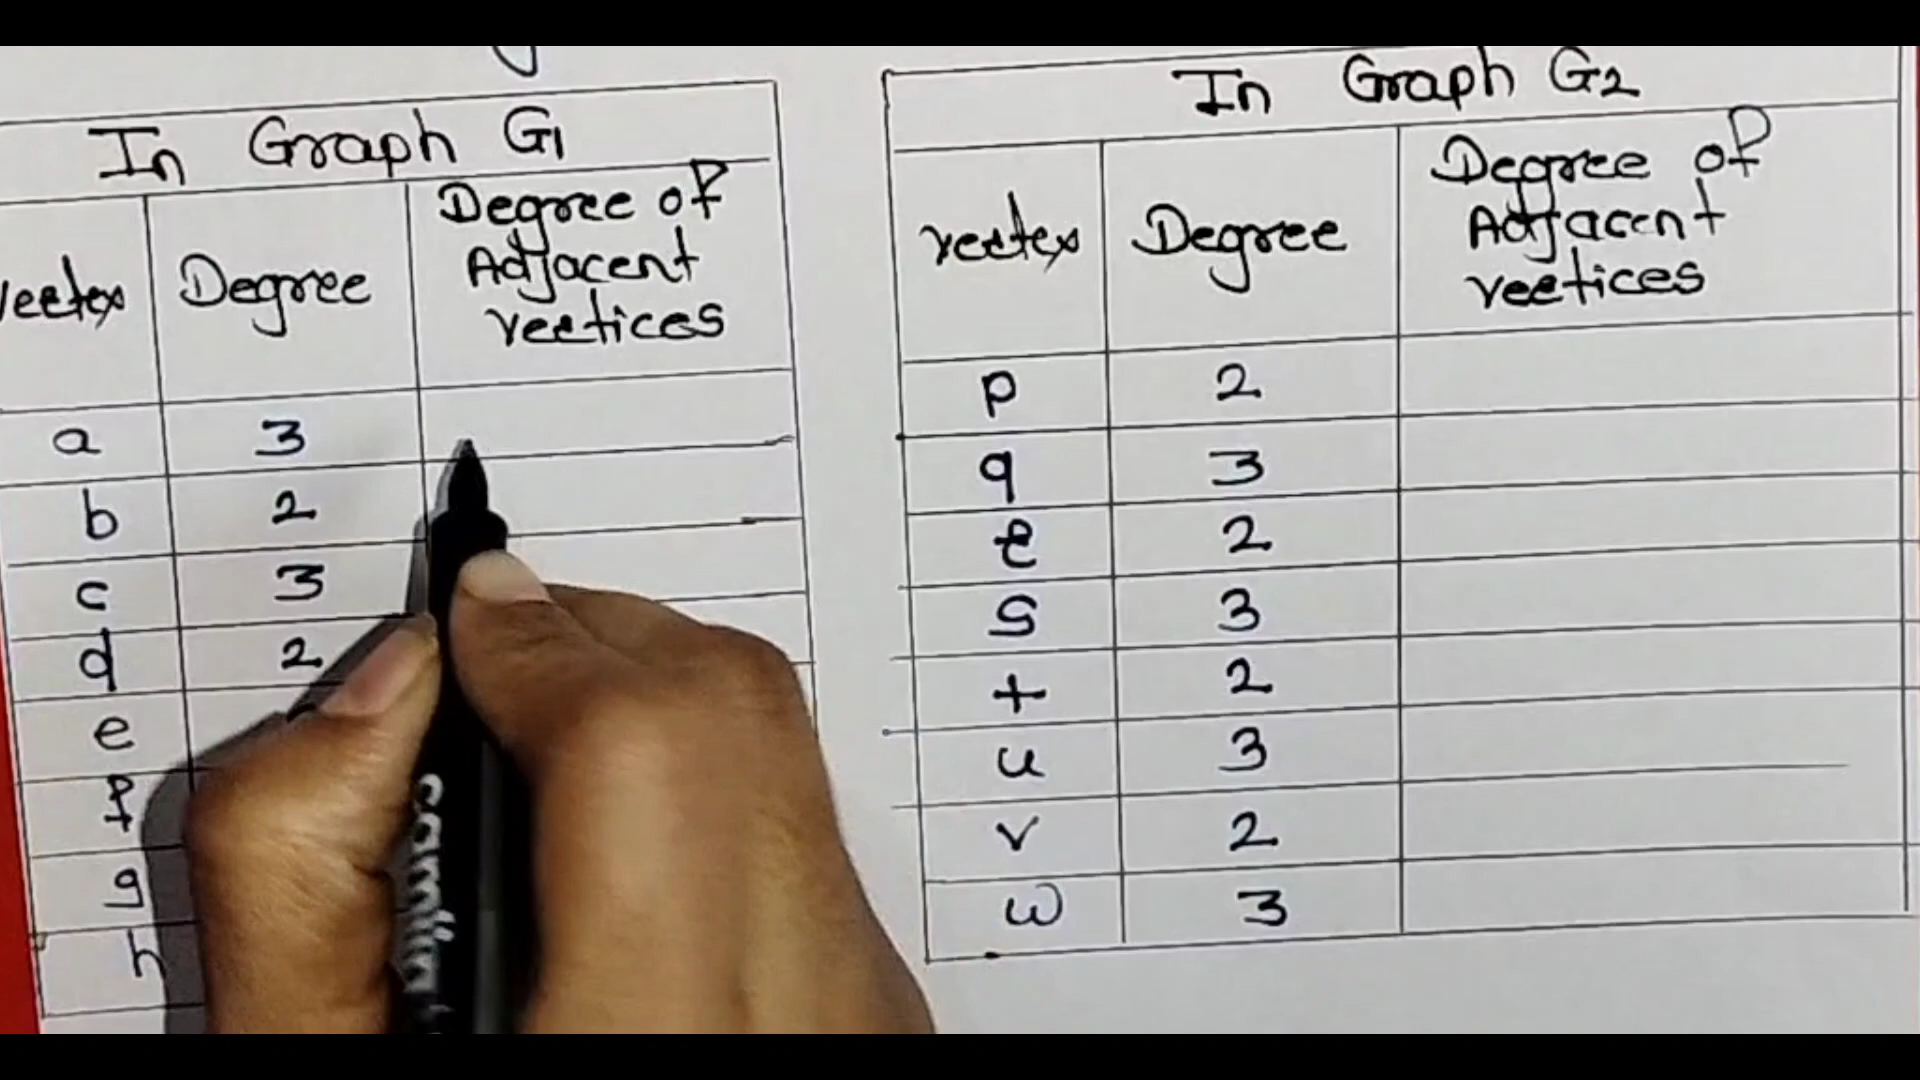 In Graph G1
Vertex
Degree
Degree of
Adjacent
vertices
a 3
b 2
c 3
d 2
e
f
g
h
In Graph G2
vertex
Degree
Degree of
Adjacent
vertices
p 2
q 3
r 2
s 3
t 2
u 3
v 2
w 3
camlin